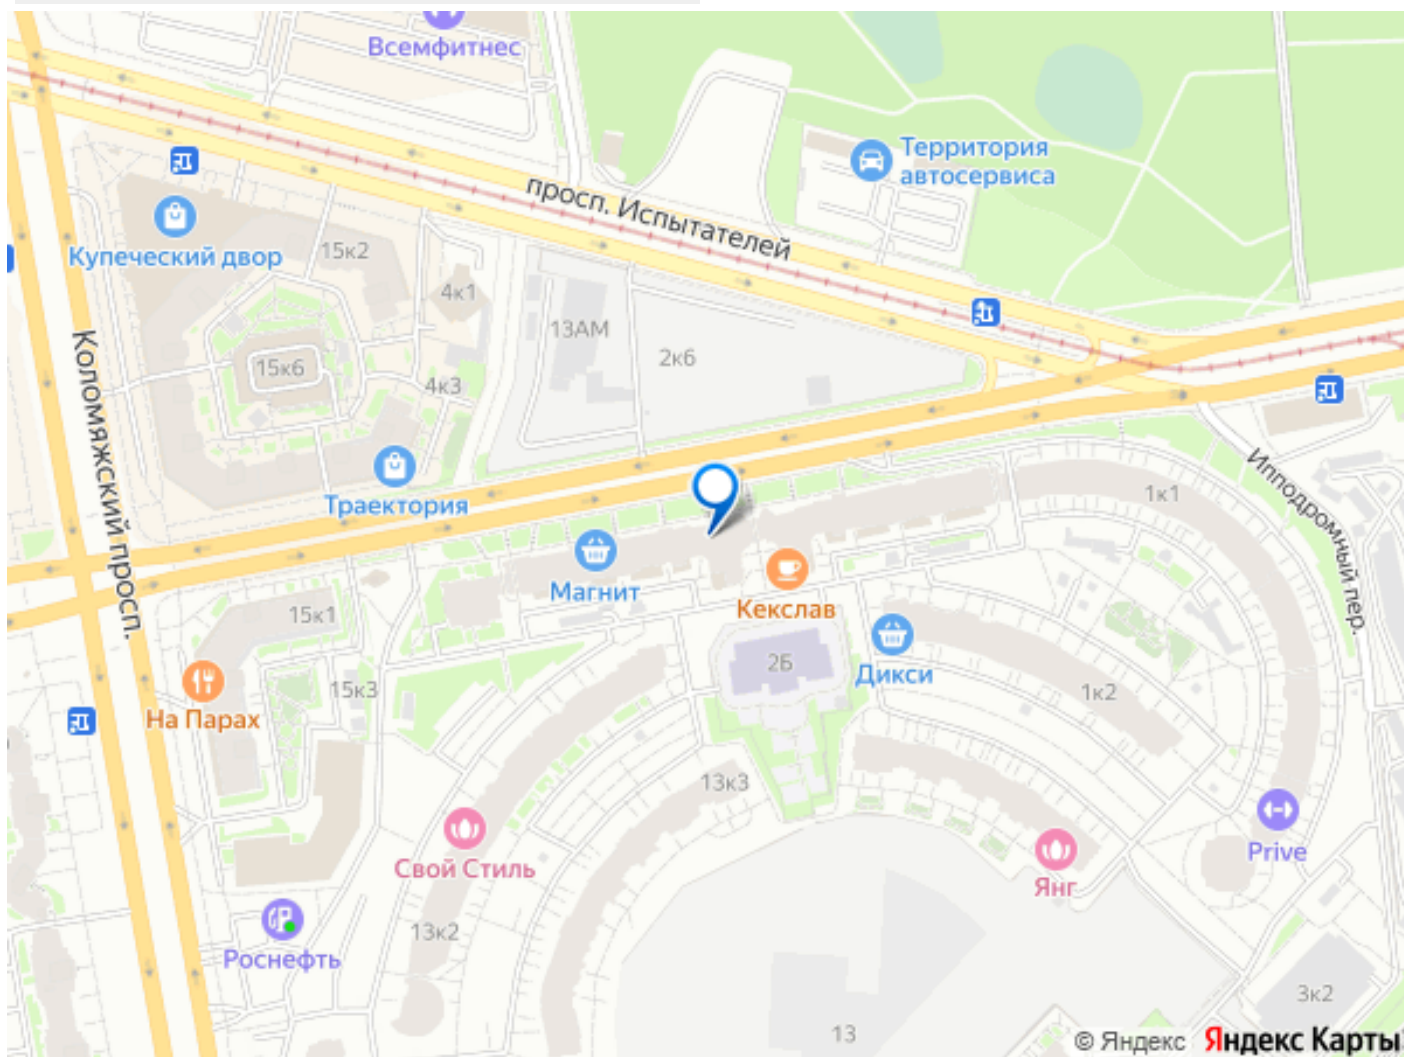 Всемфитнес
Территория
автосервиса
просп. Испытателей
Купеческий двор
15к2
4к1
13АМ
2к6
15к6
4к3
Коломяжский просп.
Траектория
1к1
Ипподромный пер.
Магнит
Кекслав
15к1
2Б
Дикси
15к3
1к2
На Парах
13к3
Свой Стиль
Янг
Prive
13к2
Роснефть
3к2
13
© Яндекс Яндекс Карты